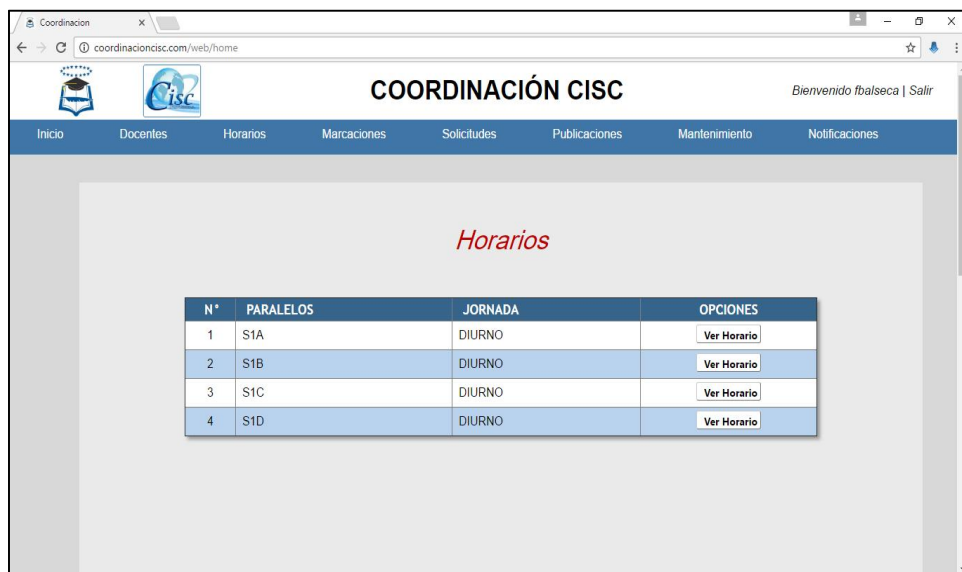 Coordinacion
coordinacioncisc.com/web/home
Cisc
COORDINACIÓN CISC
Bienvenido fbalseca | Salir
Inicio Docentes Horarios Marcaciones Solicitudes Publicaciones Mantenimiento Notificaciones
Horarios
N° PARALELOS JORNADA OPCIONES
1 S1A DIURNO Ver Horario
2 S1B DIURNO Ver Horario
3 S1C DIURNO Ver Horario
4 S1D DIURNO Ver Horario